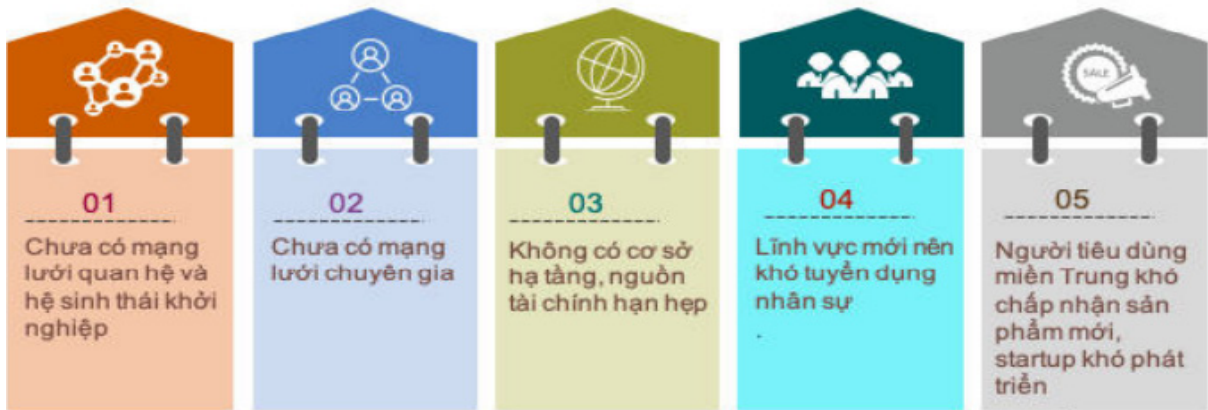 SALE
01
Chưa có mạng
lưới quan hệ và
hệ sinh thái khởi
nghiệp
02
Chưa có mạng
lưới chuyên gia
03
Không có cơ sở
hạ tầng, nguồn
tài chính hạn hẹp
04
Lĩnh vực mới nên
khó tuyển dụng
nhân sự
.
05
Người tiêu dùng
miền Trung khó
chấp nhận sản
phẩm mới,
startup khó phát
triển